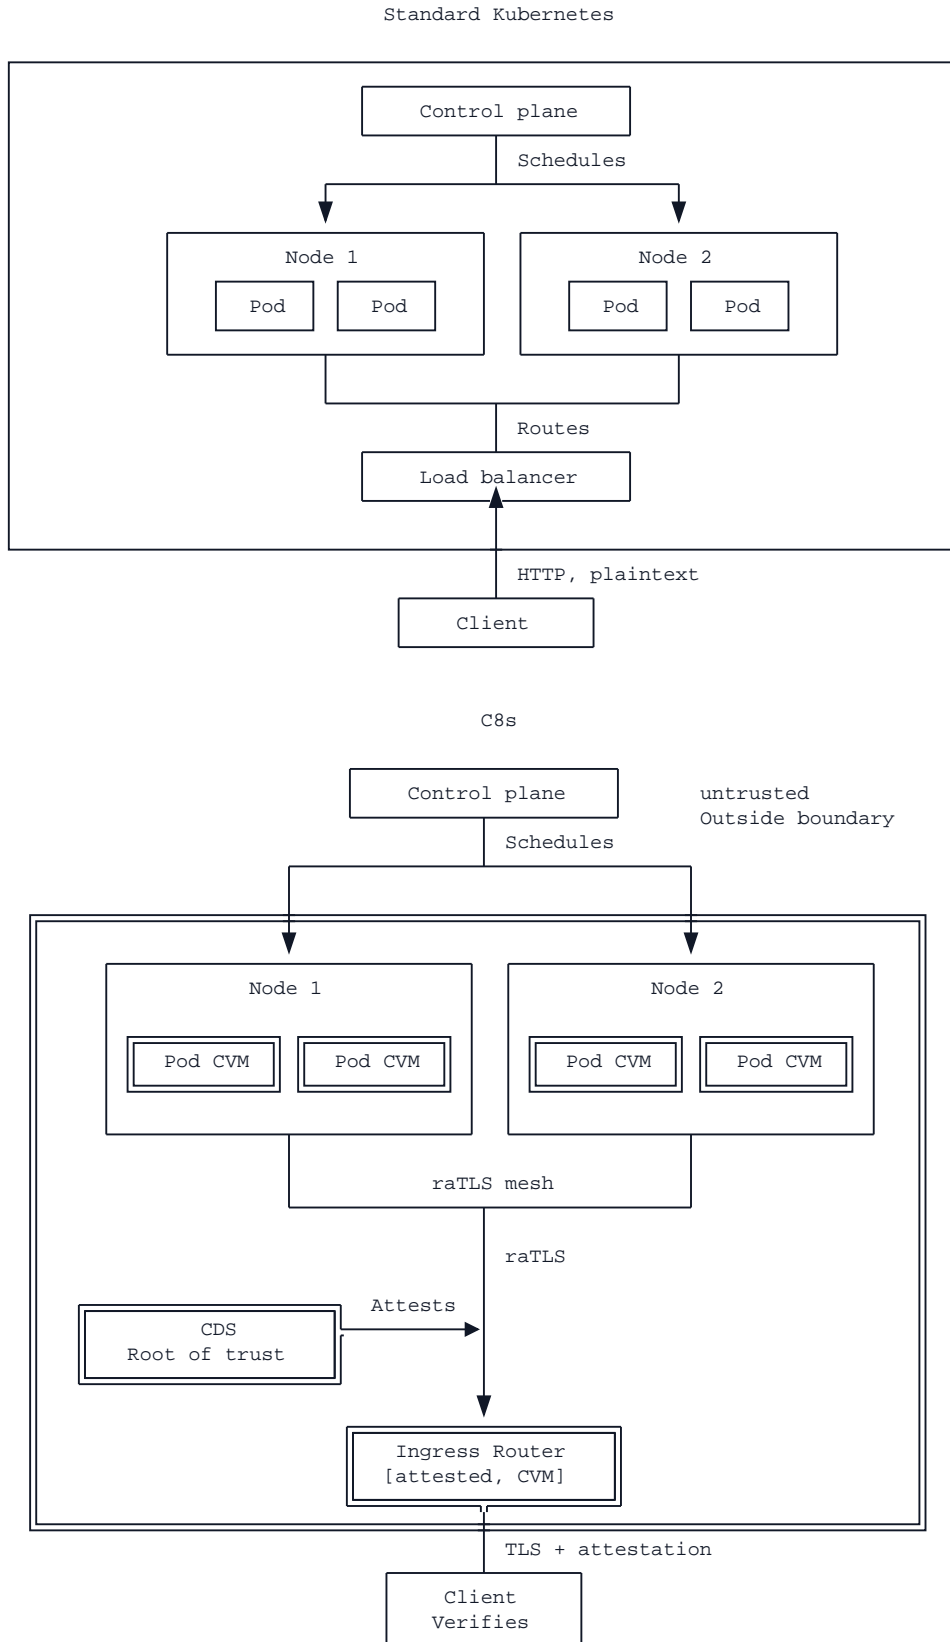 Standard Kubernetes
Control plane
Schedules
Node 1
Node 2
Pod
Pod
Pod
Pod
Routes
Load balancer
HTTP, plaintext
Client
C8s
Control plane
untrusted
Outside boundary
Schedules
Node 1
Node 2
Pod CVM
Pod CVM
Pod CVM
Pod CVM
raTLS mesh
raTLS
Attests
CDS
Root of trust
Ingress Router
[attested, CVM]
TLS + attestation
Client
Verifies